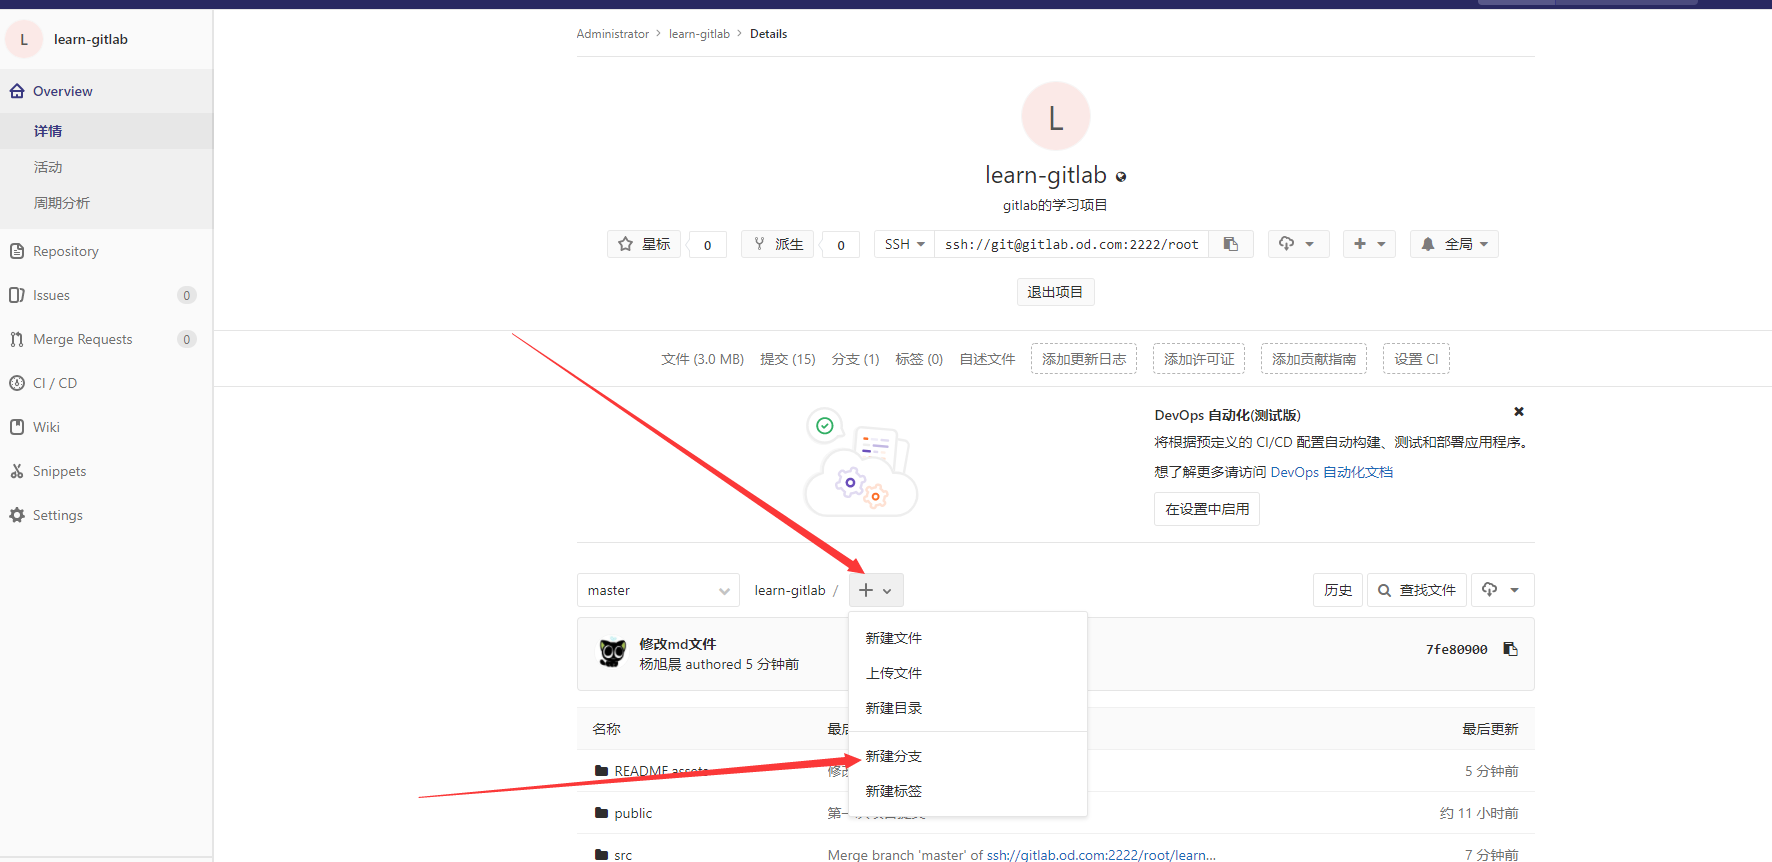 L learn-gitlab
Overview
详情
活动
周期分析
Repository
Issues 0
Merge Requests 0
CI / CD
Wiki
Snippets
Settings
Administrator > learn-gitlab > Details
L
learn-gitlab
gitlab的学习项目
星标 0 派生 0 SSH ssh://git@gitlab.od.com:2222/root 全局
退出项目
文件 (3.0 MB) 提交 (15) 分支 (1) 标签 (0) 自述文件 添加更新日志 添加许可证 添加贡献指南 设置 CI
DevOps 自动化(测试版)
将根据预定义的 CI/CD 配置自动构建、测试和部署应用程序。
想了解更多请访问 DevOps 自动化文档
在设置中启用
master learn-gitlab / + 历史 查找文件
新建文件
上传文件
新建目录
新建分支
新建标签
修改md文件
杨旭晨 authored 5 分钟前
7fe80900
名称 最后 最后更新
README.assets 修改 5 分钟前
public 第一次项目提交 约 11 小时前
src Merge branch 'master' of ssh://gitlab.od.com:2222/root/learn... 7 分钟前